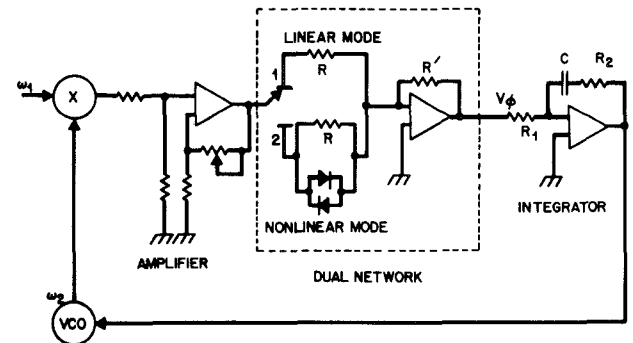 LINEAR MODE
R
R'
C
R2
ω1
X
1
Vϕ
R1
2
R
NONLINEAR MODE
INTEGRATOR
AMPLIFIER
DUAL NETWORK
ω2
VCO